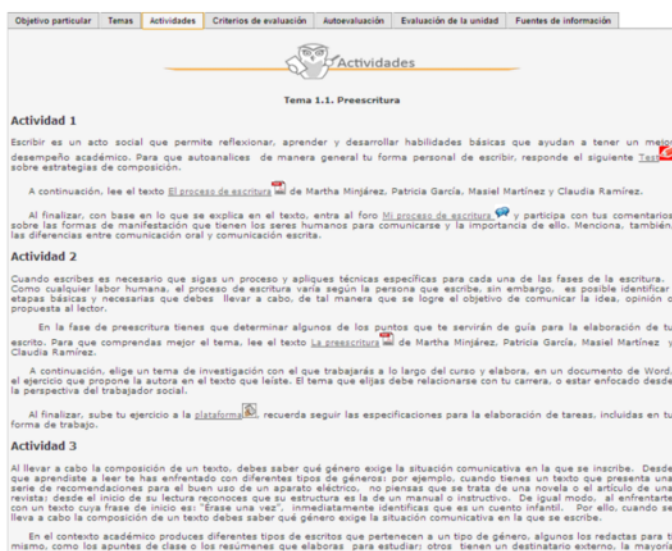 Objetivo particular Temas Actividades Criterios de evaluación Autoevaluación Evaluación de la unidad Fuentes de información
Actividades
Tema 1.1. Preescritura
Actividad 1
Escribir es un acto social que permite reflexionar, aprender y desarrollar habilidades básicas que ayudan a tener un mejor
desempeño académico. Para que autoanalices de manera general tu forma personal de escribir, responde el siguiente Test
sobre estrategias de composición.
A continuación, lee el texto El proceso de escritura de Martha Minjárez, Patricia García, Masiel Martínez y Claudia Ramírez.
Al finalizar, con base en lo que se explica en el texto, entra al foro Mi proceso de escritura y participa con tus comentarios
sobre las formas de manifestación que tienen los seres humanos para comunicarse y la importancia de ello. Menciona, también,
las diferencias entre comunicación oral y comunicación escrita.
Actividad 2
Cuando escribes es necesario que sigas un proceso y apliques técnicas específicas para cada una de las fases de la escritura.
Como cualquier labor humana, el proceso de escritura varía según la persona que escribe, sin embargo, es posible identificar
etapas básicas y necesarias que debes llevar a cabo, de tal manera que se logre el objetivo de comunicar la idea, opinión o
propuesta al lector.
En la fase de preescritura tienes que determinar algunos de los puntos que te servirán de guía para la elaboración de tu
escrito. Para que comprendas mejor el tema, lee el texto La preescritura de Martha Minjárez, Patricia García, Masiel Martínez y
Claudia Ramírez.
A continuación, elige un tema de investigación con el que trabajarás a lo largo del curso y elabora, en un documento de Word,
el ejercicio que propone la autora en el texto que leíste. El tema que elijas debe relacionarse con tu carrera, o estar enfocado desde
la perspectiva del trabajador social.
Al finalizar, sube tu ejercicio a la plataforma, recuerda seguir las especificaciones para la elaboración de tareas, incluidas en tu
forma de trabajo.
Actividad 3
Al llevar a cabo la composición de un texto, debes saber qué género exige la situación comunicativa en la que se inscribe. Desde
que aprendiste a leer te has enfrentado con diferentes tipos de géneros: por ejemplo, cuando tienes un texto que presenta una
serie de recomendaciones para el buen uso de un aparato eléctrico, no piensas que se trata de una novela o el artículo de una
revista; desde el inicio de su lectura reconoces que su estructura es la de un manual o instructivo. De igual modo, al enfrentarte
con un texto cuya frase de inicio es: "Érase una vez", inmediatamente identificas que es un cuento infantil. Por ello, cuando se
lleva a cabo la composición de un texto debes saber qué género exige la situación comunicativa en la que se escribe.
En el contexto académico produces diferentes tipos de escritos que pertenecen a un tipo de género, algunos los redactas para ti
mismo, como los apuntes de clase o los resúmenes que elaboras para estudiar; otros tienen un destinatario externo, la mayor